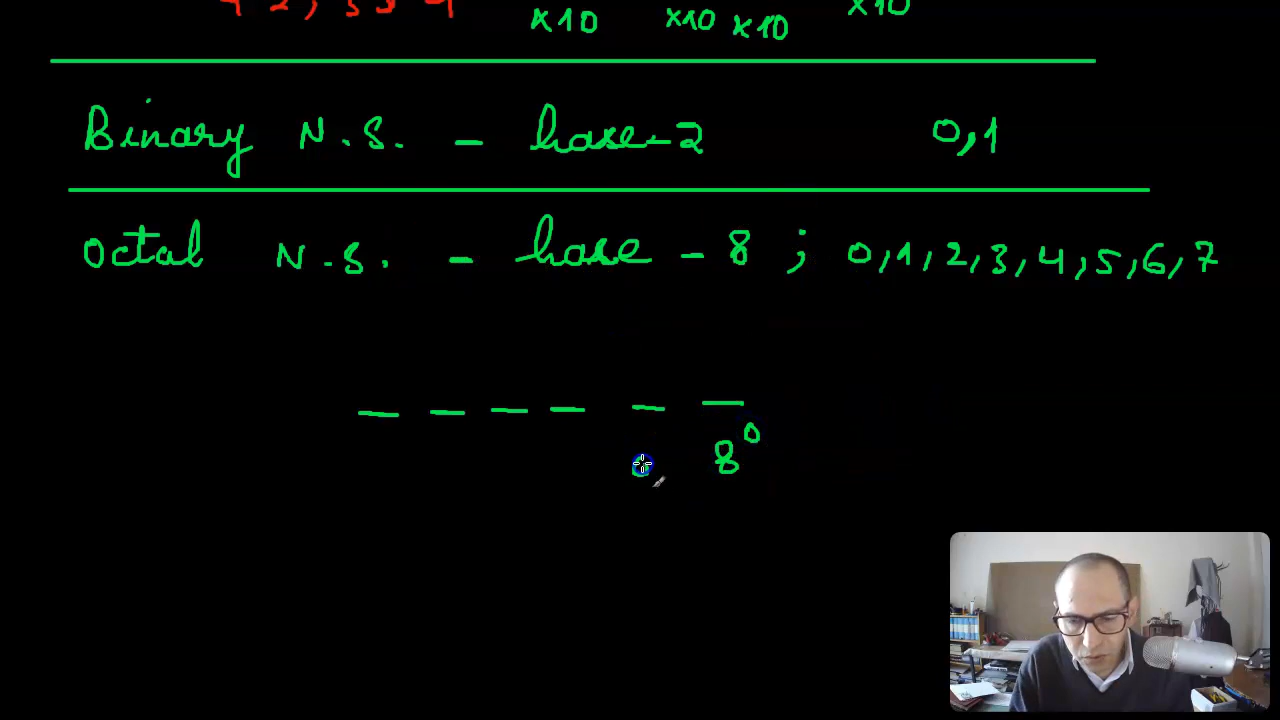 ×10 ×10 ×10 ×10
Binary N.S. - base-2 0,1
Octal N.S. - base - 8 ; 0,1,2,3,4,5,6,7
8⁰